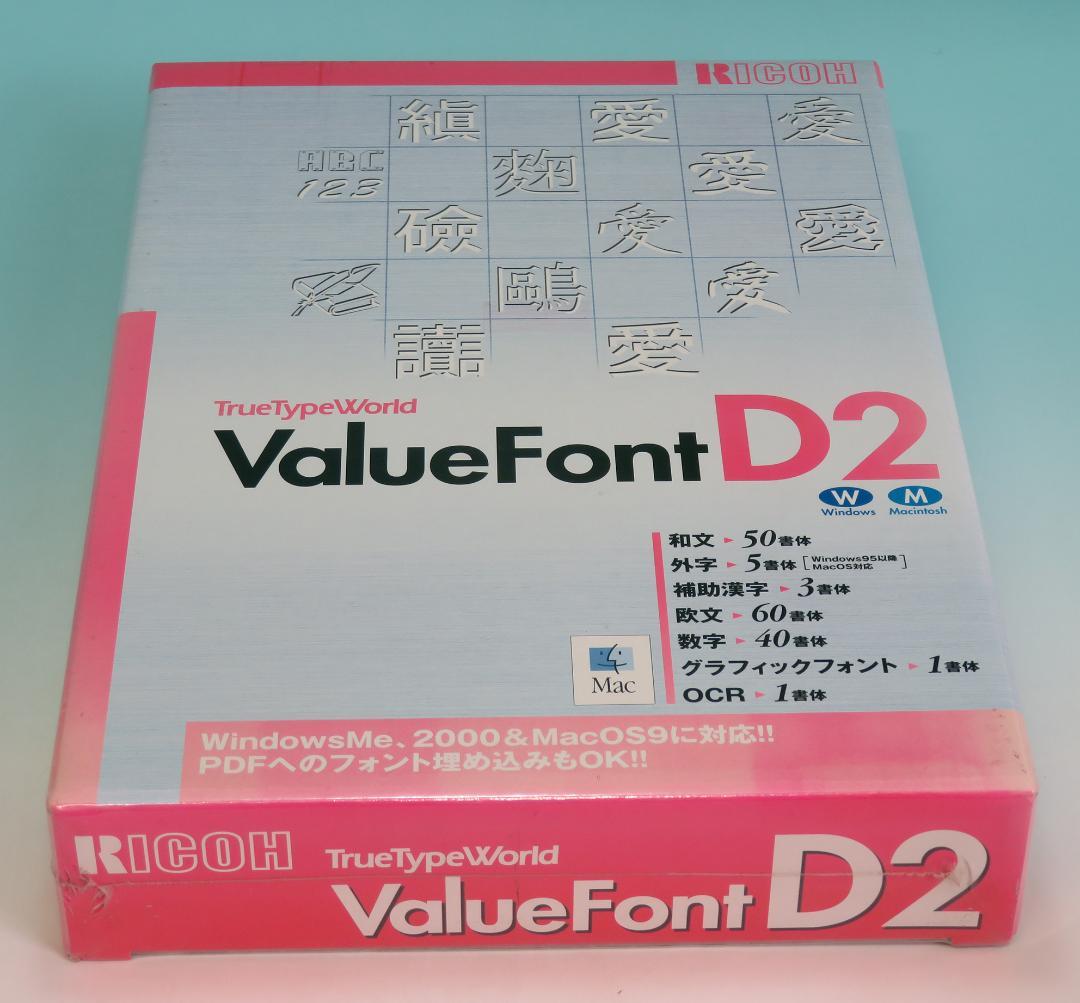 RICOH
縝 愛 愛
ABC 麹 愛
123
礆 愛 愛
鷗 愛
讀 愛
TrueTypeWorld
ValueFont D2
W M
Windows Macintosh
和文 ► 50書体
外字 ► 5書体 [Windows95以降
MacOS対応]
補助漢字 ► 3書体
欧文 ► 60書体
数字 ► 40書体
グラフィックフォント ► 1書体
OCR ► 1書体
Mac
WindowsMe、2000&MacOS9に対応!!
PDFへのフォント埋め込みもOK!!
RICOH TrueTypeWorld
ValueFont D2